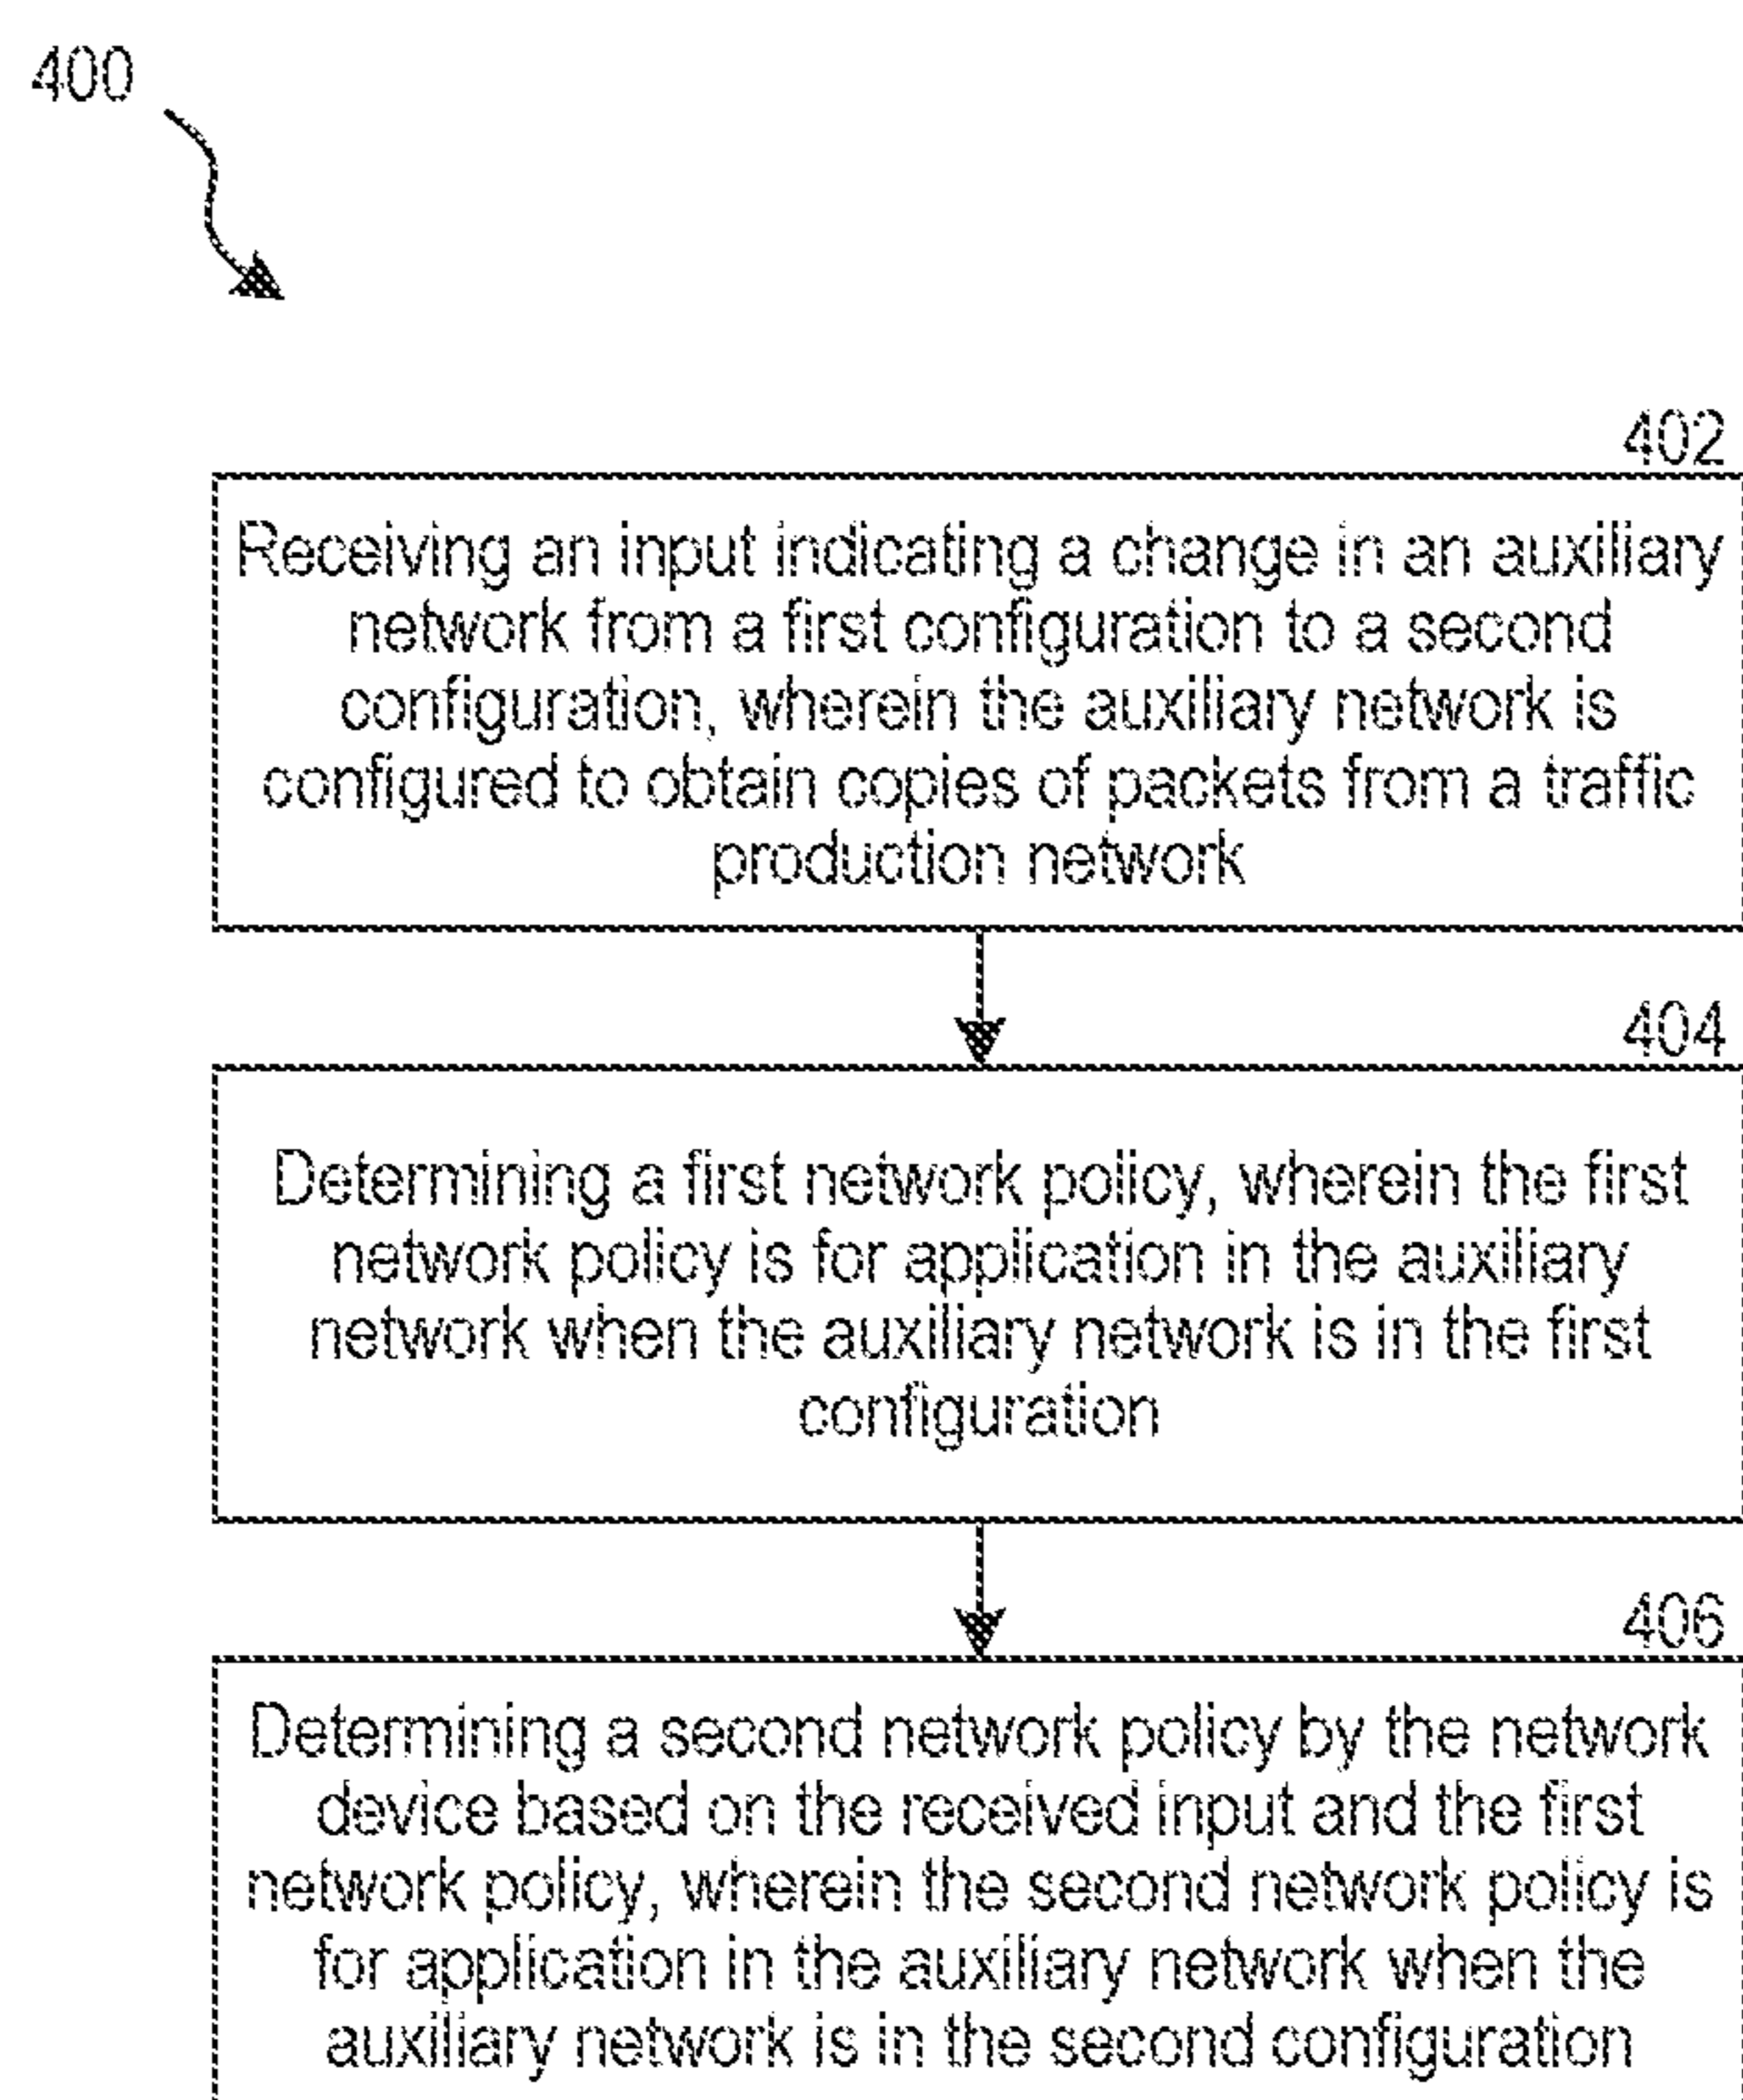 400
402
Receiving an input indicating a change in an auxiliary
network from a first configuration to a second
configuration, wherein the auxiliary network is
configured to obtain copies of packets from a traffic
production network
404
Determining a first network policy, wherein the first
network policy is for application in the auxiliary
network when the auxiliary network is in the first
configuration
406
Determining a second network policy by the network
device based on the received input and the first
network policy, wherein the second network policy is
for application in the auxiliary network when the
auxiliary network is in the second configuration